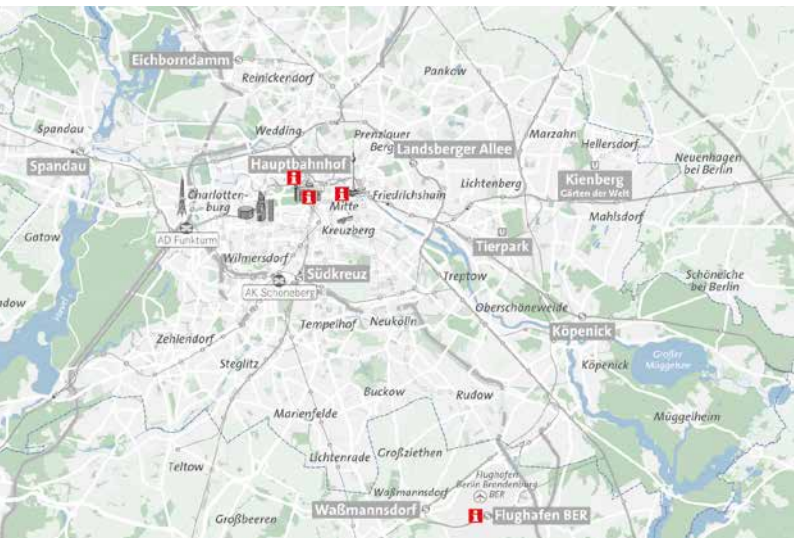 Eichborndamm
Reinickendorf
Pankow
Spandau
Wedding
Prenzlauer
Berg
Landsberger Allee
Marzahn
Hellersdorf
Neuenhagen
bei Berlin
Spandau
Hauptbahnhof
Charlotten-
burg
Mitte
Friedrichshain
Lichtenberg
Kienberg
Gärten der Welt
Mahlsdorf
Gatow
AD Funkturm
Kreuzberg
Tierpark
Wilmersdorf
Südkreuz
AK Schöneberg
Treptow
Schöneiche
bei Berlin
adow
Havel
Oberschöneweide
Zehlendorf
Tempelhof
Neukölln
Köpenick
Steglitz
Köpenick
Großer
Müggelsee
Buckow
Rudow
Marienfelde
Müggelheim
Lichtenrade
Großziethen
Teltow
Waßmannsdorf
Flughafen
Berlin Brandenburg
BER
Großbeeren
Waßmannsdorf
Flughafen BER